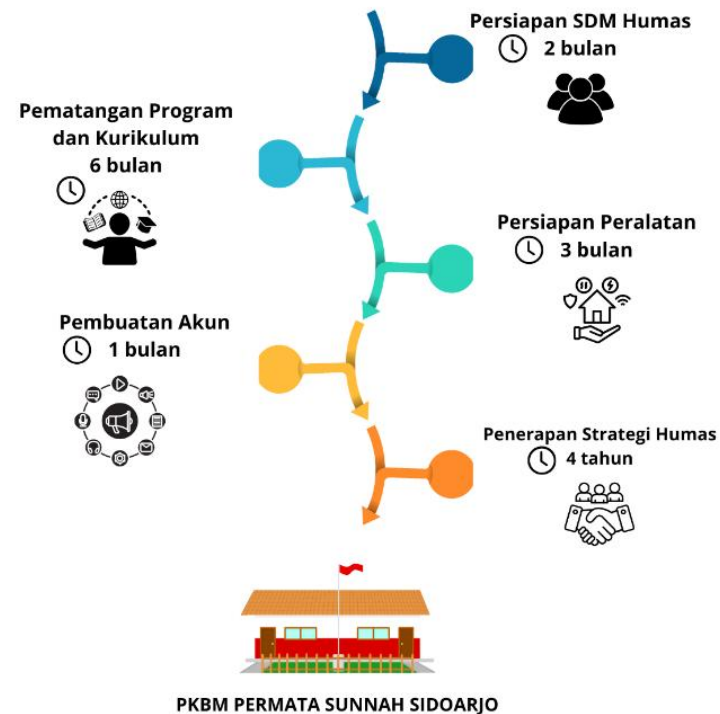 Persiapan SDM Humas
2 bulan
Pematangan Program
dan Kurikulum
6 bulan
Persiapan Peralatan
3 bulan
Pembuatan Akun
1 bulan
Penerapan Strategi Humas
4 tahun
PKBM PERMATA SUNNAH SIDOARJO